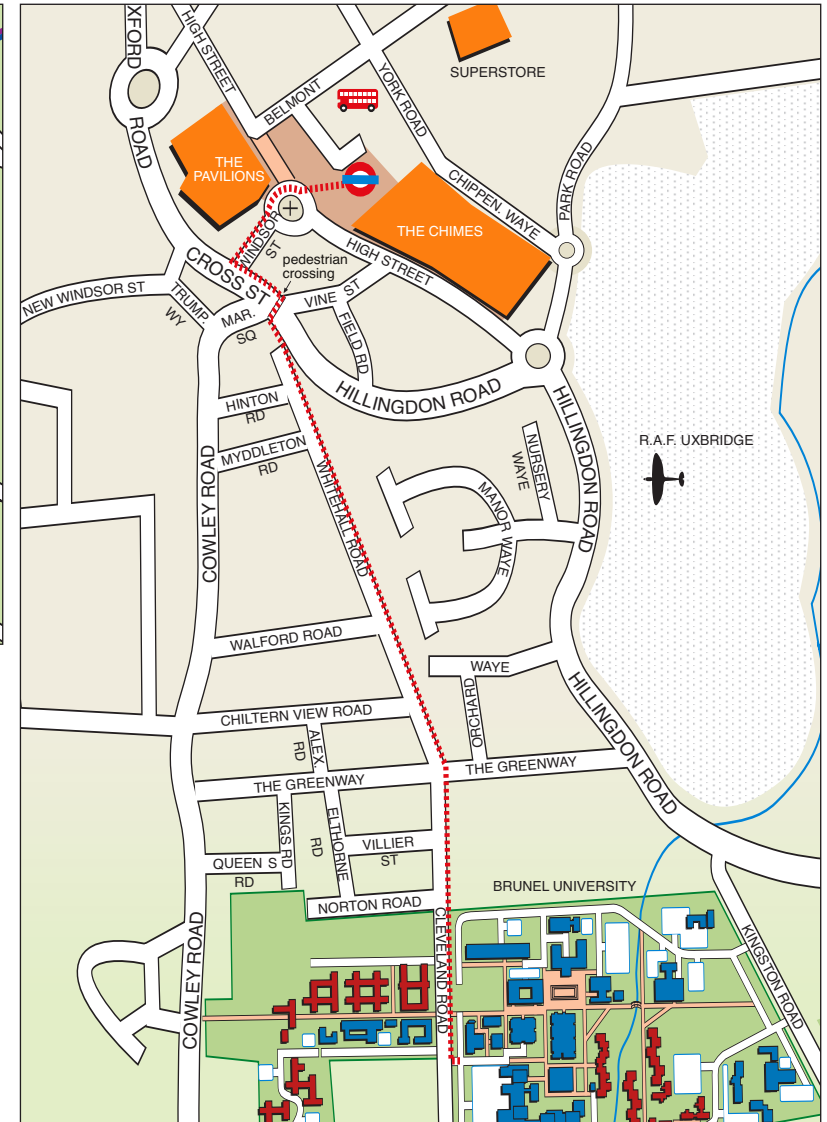 XFORD
ROAD
HIGH STREET
BELMONT
YORK ROAD
SUPERSTORE
THE
PAVILIONS
CHIPPEN. WAYE
PARK ROAD
THE CHIMES
WINDSOR
ST
HIGH STREET
pedestrian
crossing
CROSS ST
NEW WINDSOR ST
TRUMP.
WY
MAR.
SQ
VINE ST
FIELD RD
HILLINGDON ROAD
HINTON
RD
MYDDLETON
RD
WHITEHALL ROAD
COWLEY ROAD
NURSERY
WAYE
MANOR WAYE
HILLINGDON ROAD
R.A.F. UXBRIDGE
WALFORD ROAD
WAYE
ORCHARD
HILLINGDON ROAD
CHILTERN VIEW ROAD
ALEX.
RD
THE GREENWAY
THE GREENWAY
KINGS RD
ELTHORNE
RD
VILLIER
ST
QUEEN S
RD
NORTON ROAD
BRUNEL UNIVERSITY
CLEVELAND ROAD
COWLEY ROAD
KINGSTON ROAD